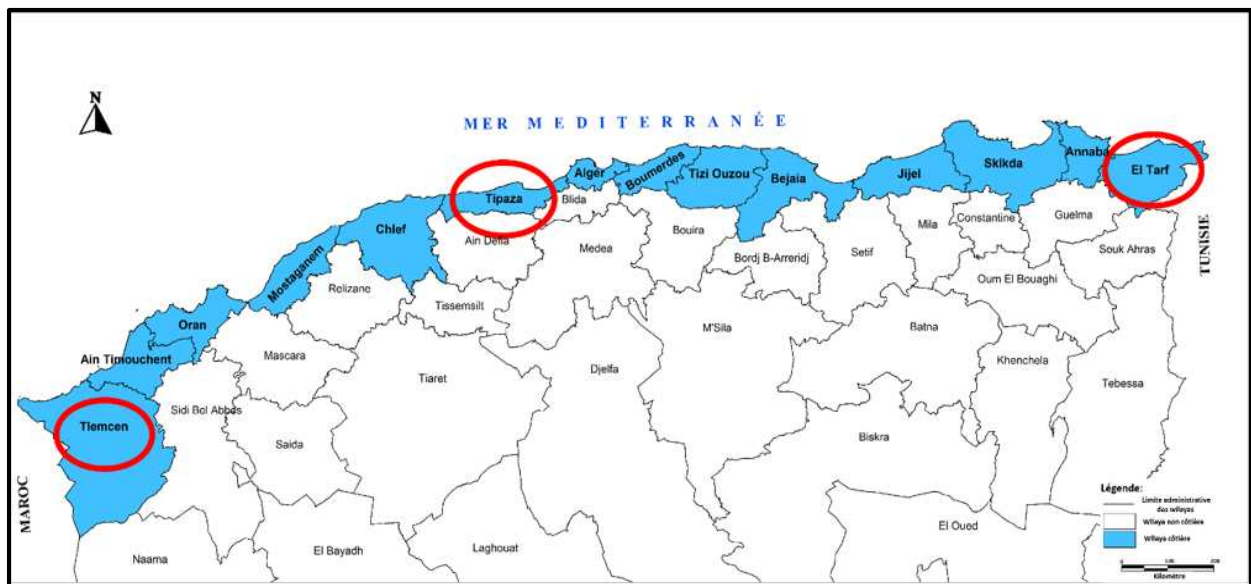 N
MER MEDITERRANÉE
Alger
Boumerdes
Tizi Ouzou
Bejaia
Jijel
Skikda
Annaba
El Tarf
Tipaza
Blida
Chlef
Ain Defla
Medea
Bouira
Bordj B-Arreridj
Setif
Mila
Constantine
Guelma
Souk Ahras
TUNISIE
Oum El Bouaghi
Mostaganem
Relizane
Tissemsilt
M'Sila
Batna
Khenchela
Tebessa
Oran
Ain Timouchent
Mascara
Tiaret
Djelfa
Sidi Bel Abbes
Tlemcen
Saida
Biskra
MAROC
Naama
El Bayadh
Laghouat
El Oued
Légende:
Limite administrative
des wilayas
Wilaya non côtière
Wilaya côtière
Kilomètre